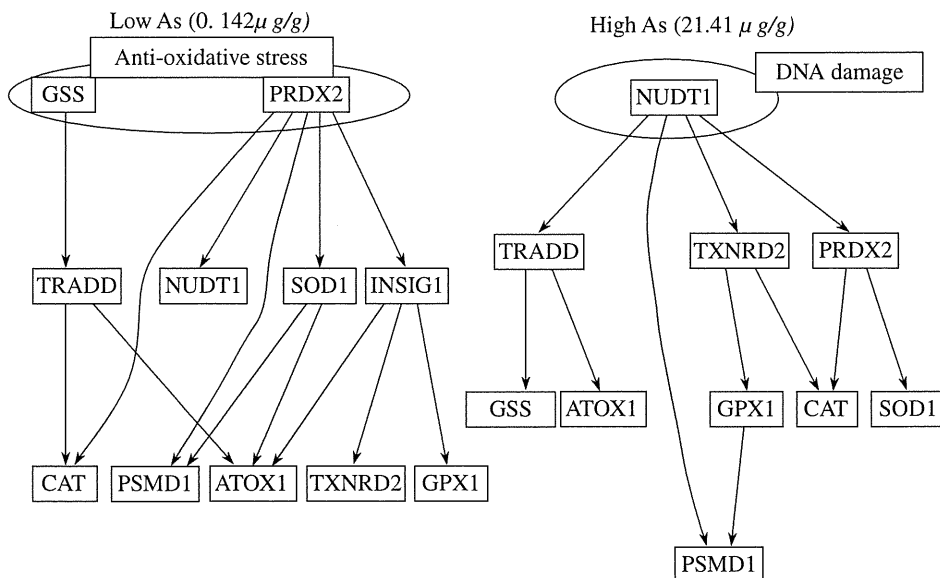 Low As (0. 142μ g/g)
Anti-oxidative stress
GSS
PRDX2
TRADD
NUDT1
SOD1
INSIG1
CAT
PSMD1
ATOX1
TXNRD2
GPX1
High As (21.41 μ g/g)
DNA damage
NUDT1
TRADD
TXNRD2
PRDX2
GSS
ATOX1
GPX1
CAT
SOD1
PSMD1